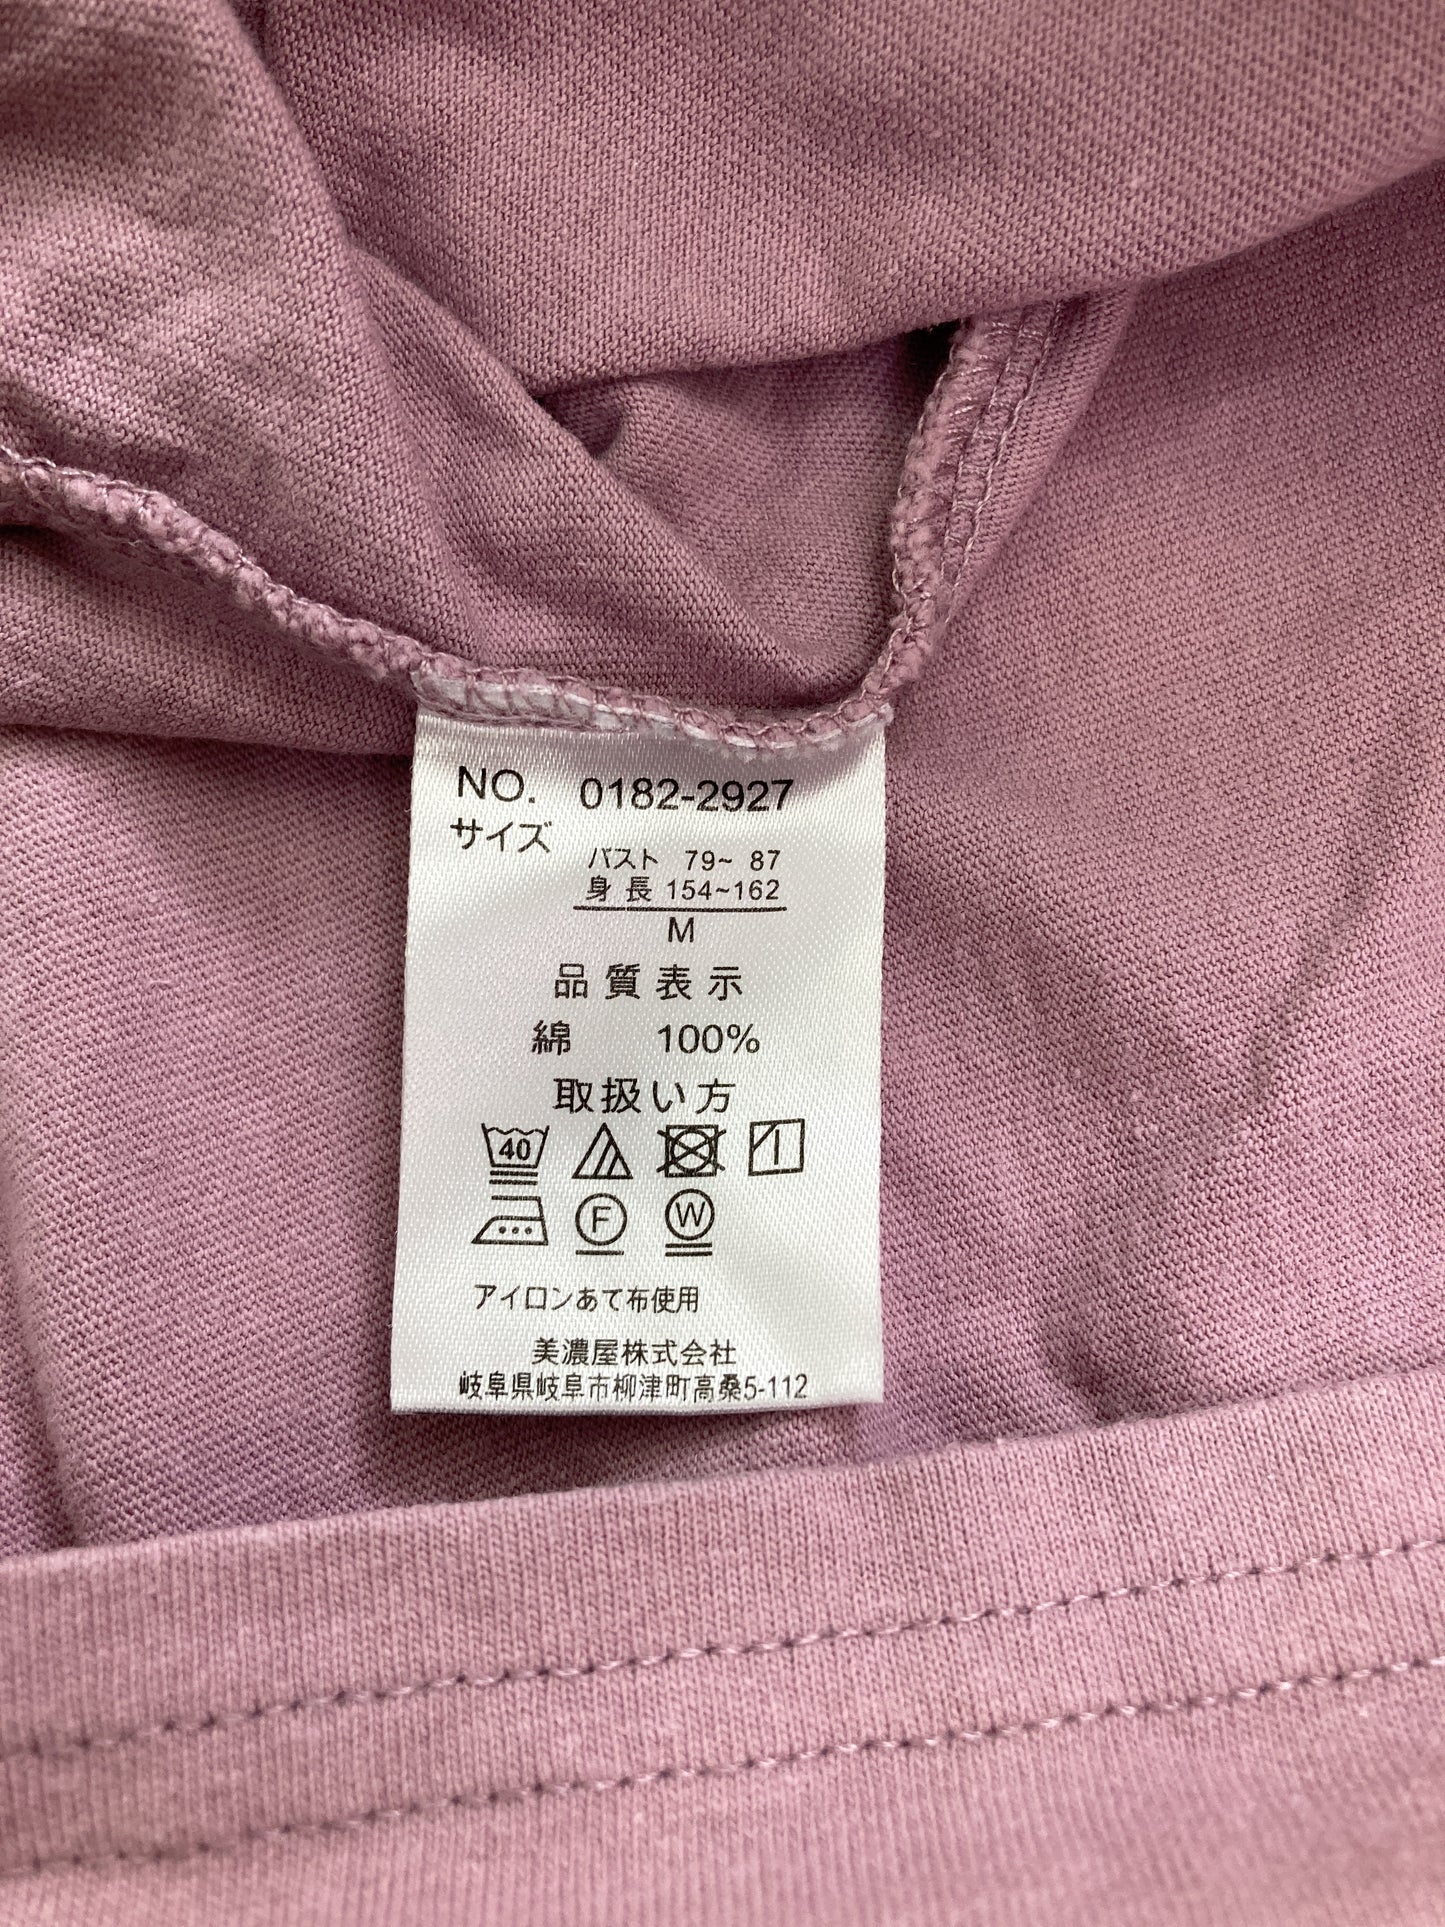 NO. 0182-2927
サイズ
バスト 79~ 87
身 長 154~162
M
品質表示
綿 100%
取扱い方
40
F W
アイロンあて布使用
美濃屋株式会社
岐阜県岐阜市柳津町高桑5-112